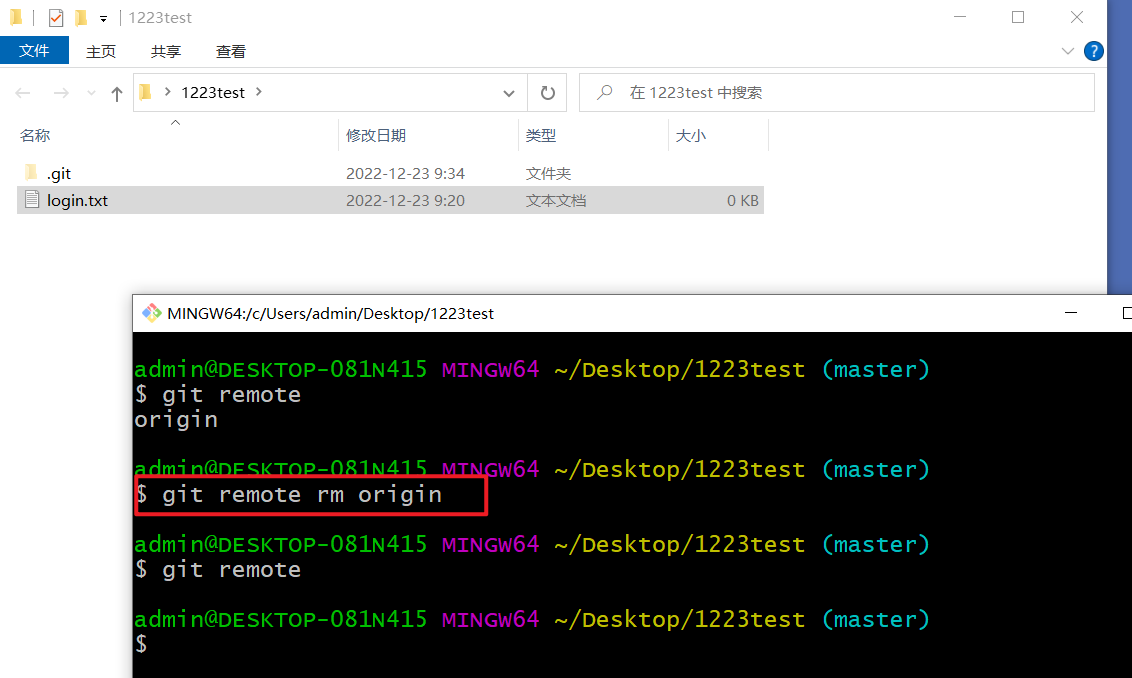 1223test
文件 主页 共享 查看
1223test
在 1223test 中搜索
名称 修改日期 类型 大小
.git 2022-12-23 9:34 文件夹
login.txt 2022-12-23 9:20 文本文档 0 KB
MINGW64:/c/Users/admin/Desktop/1223test
admin@DESKTOP-081N415 MINGW64 ~/Desktop/1223test (master)
$ git remote
origin
admin@DESKTOP-081N415 MINGW64 ~/Desktop/1223test (master)
$ git remote rm origin
admin@DESKTOP-081N415 MINGW64 ~/Desktop/1223test (master)
$ git remote
admin@DESKTOP-081N415 MINGW64 ~/Desktop/1223test (master)
$